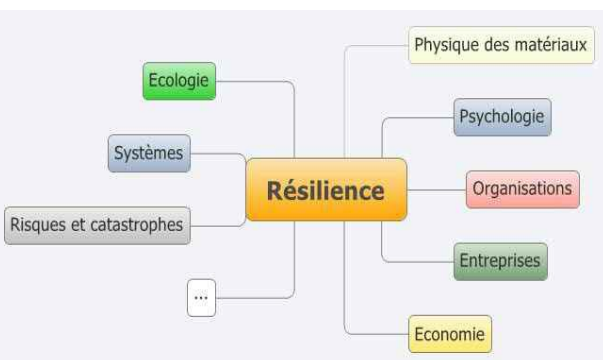 Physique des matériaux
Ecologie
Psychologie
Systèmes
Résilience
Organisations
Risques et catastrophes
Entreprises
...
Economie